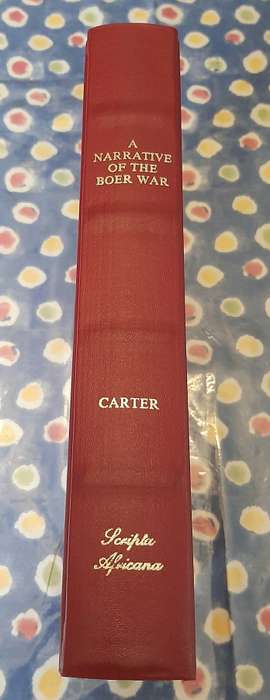 A
NARRATIVE
OF THE
BOER WAR
CARTER
Scripta
Africana